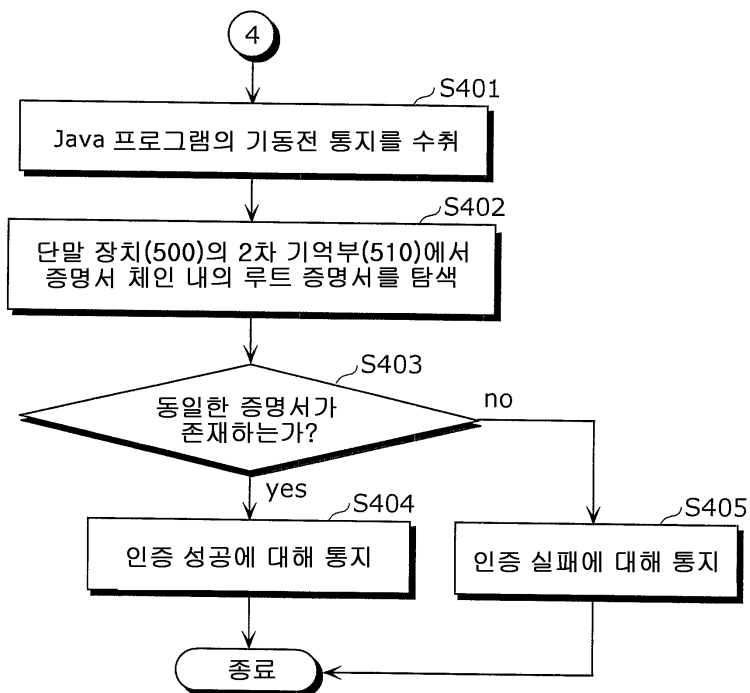 4
S401
Java 프로그램의 기동전 통지를 수취
S402
단말 장치(500)의 2차 기억부(510)에서
증명서 체인 내의 루트 증명서를 탐색
S403
동일한 증명서가
존재하는가?
no
yes
S404
인증 성공에 대해 통지
S405
인증 실패에 대해 통지
종료